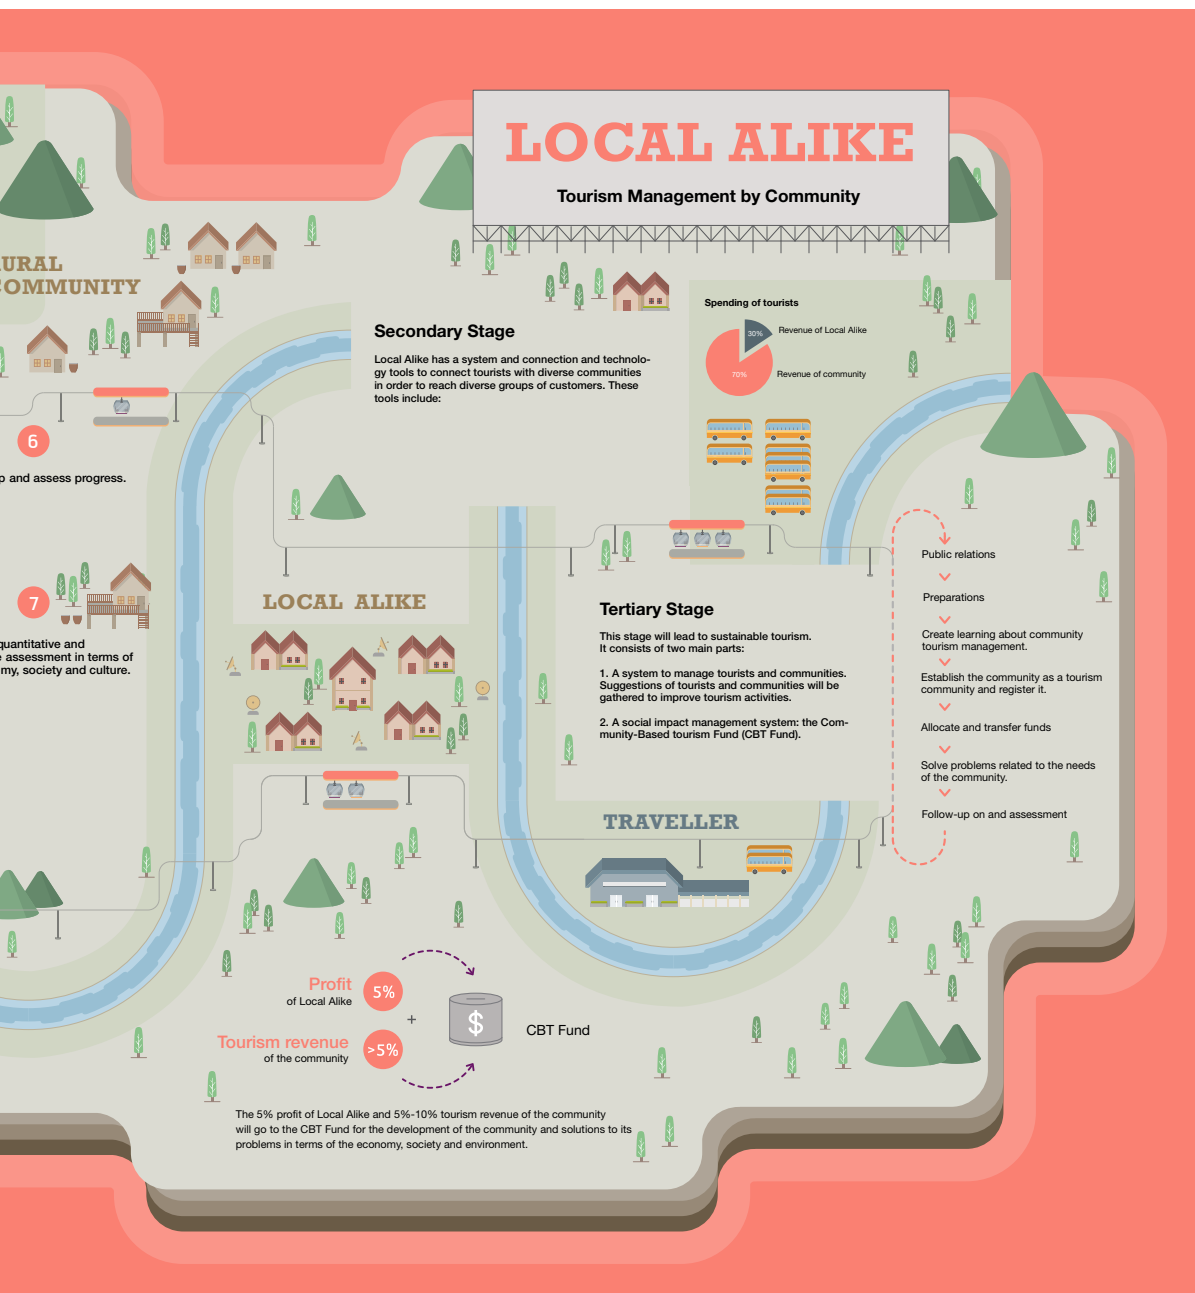 LOCAL ALIKE
Tourism Management by Community
URAL
OMMUNITY
6
p and assess progress.
7
quantitative and
assessment in terms of
my, society and culture.
Secondary Stage
Local Alike has a system and connection and technolo-
gy tools to connect tourists with diverse communities
in order to reach diverse groups of customers. These
tools include:
Spending of tourists
30%
Revenue of Local Alike
70%
Revenue of community
LOCAL ALIKE
Tertiary Stage
This stage will lead to sustainable tourism.
It consists of two main parts:
1. A system to manage tourists and communities.
Suggestions of tourists and communities will be
gathered to improve tourism activities.
2. A social impact management system: the Com-
munity-Based tourism Fund (CBT Fund).
Public relations
Preparations
Create learning about community
tourism management.
Establish the community as a tourism
community and register it.
Allocate and transfer funds
Solve problems related to the needs
of the community.
Follow-up on and assessment
TRAVELLER
Profit
of Local Alike
5%
+
Tourism revenue
of the community
>5%
$
CBT Fund
The 5% profit of Local Alike and 5%-10% tourism revenue of the community
will go to the CBT Fund for the development of the community and solutions to its
problems in terms of the economy, society and environment.